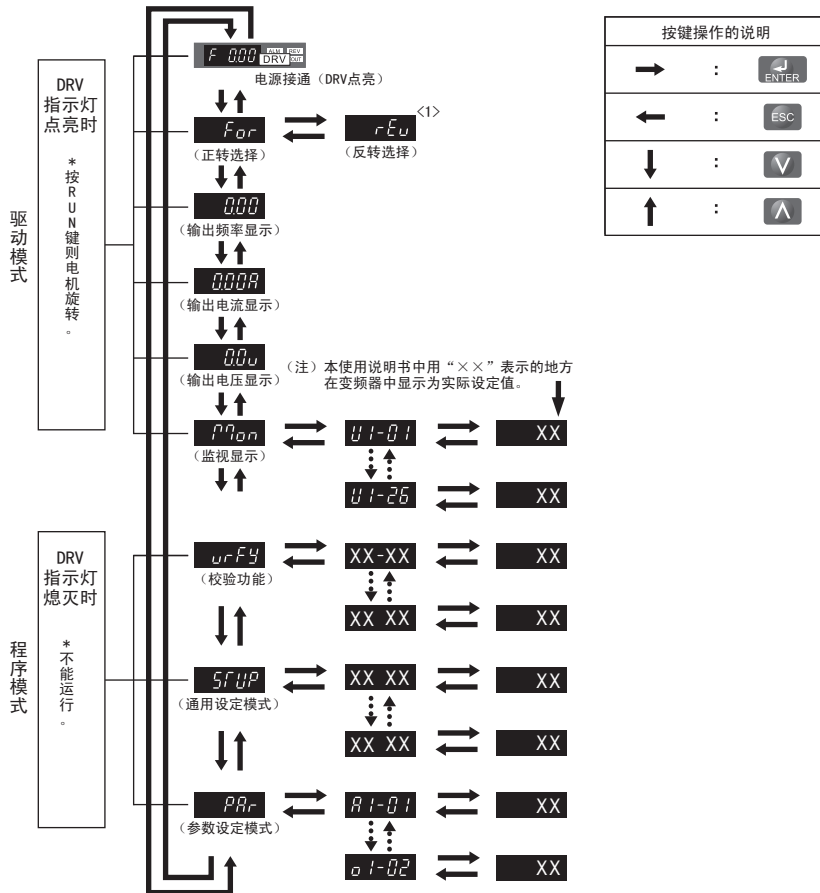 F 0.00 ALM REV DRV OUT
电源接通（DRV点亮）
DRV
指示灯
点亮时
*按RUN键则电机旋转。
驱动模式
For
rEv <1>
（正转选择）
（反转选择）
0.00
（输出频率显示）
0.00A
（输出电流显示）
0.0v
（输出电压显示）
（注）本使用说明书中用“××”表示的地方
在变频器中显示为实际设定值。
Mon U1-01 XX
（监视显示）
U1-26 XX
DRV
指示灯
熄灭时
*不能运行。
程序模式
vrFY XX-XX XX
（校验功能）
XX XX XX
STUP XX XX XX
（通用设定模式）
XX XX XX
PAr A1-01 XX
（参数设定模式）
o1-02 XX
按键操作的说明
→ : ENTER
← : ESC
↓ : ∨
↑ : ∧